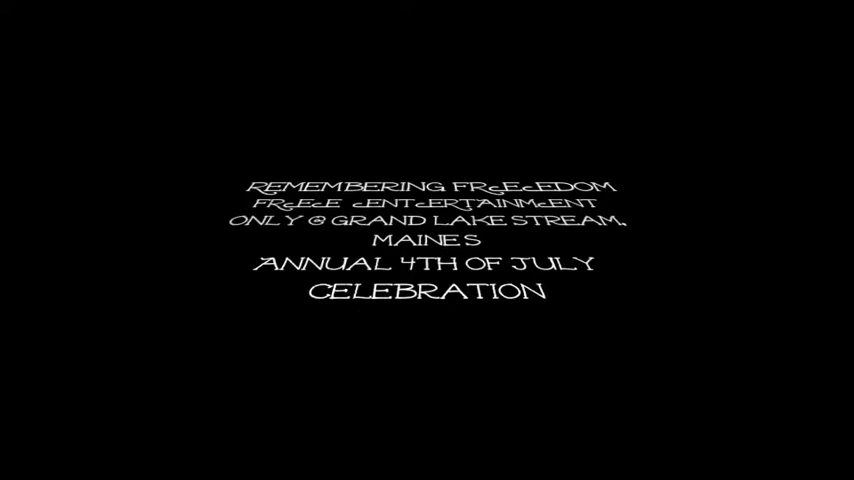 REMEMBERING FREEDOM
FREE ENTERTAINMENT
ONLY @ GRAND LAKE STREAM,
MAINES
ANNUAL 4TH OF JULY
CELEBRATION